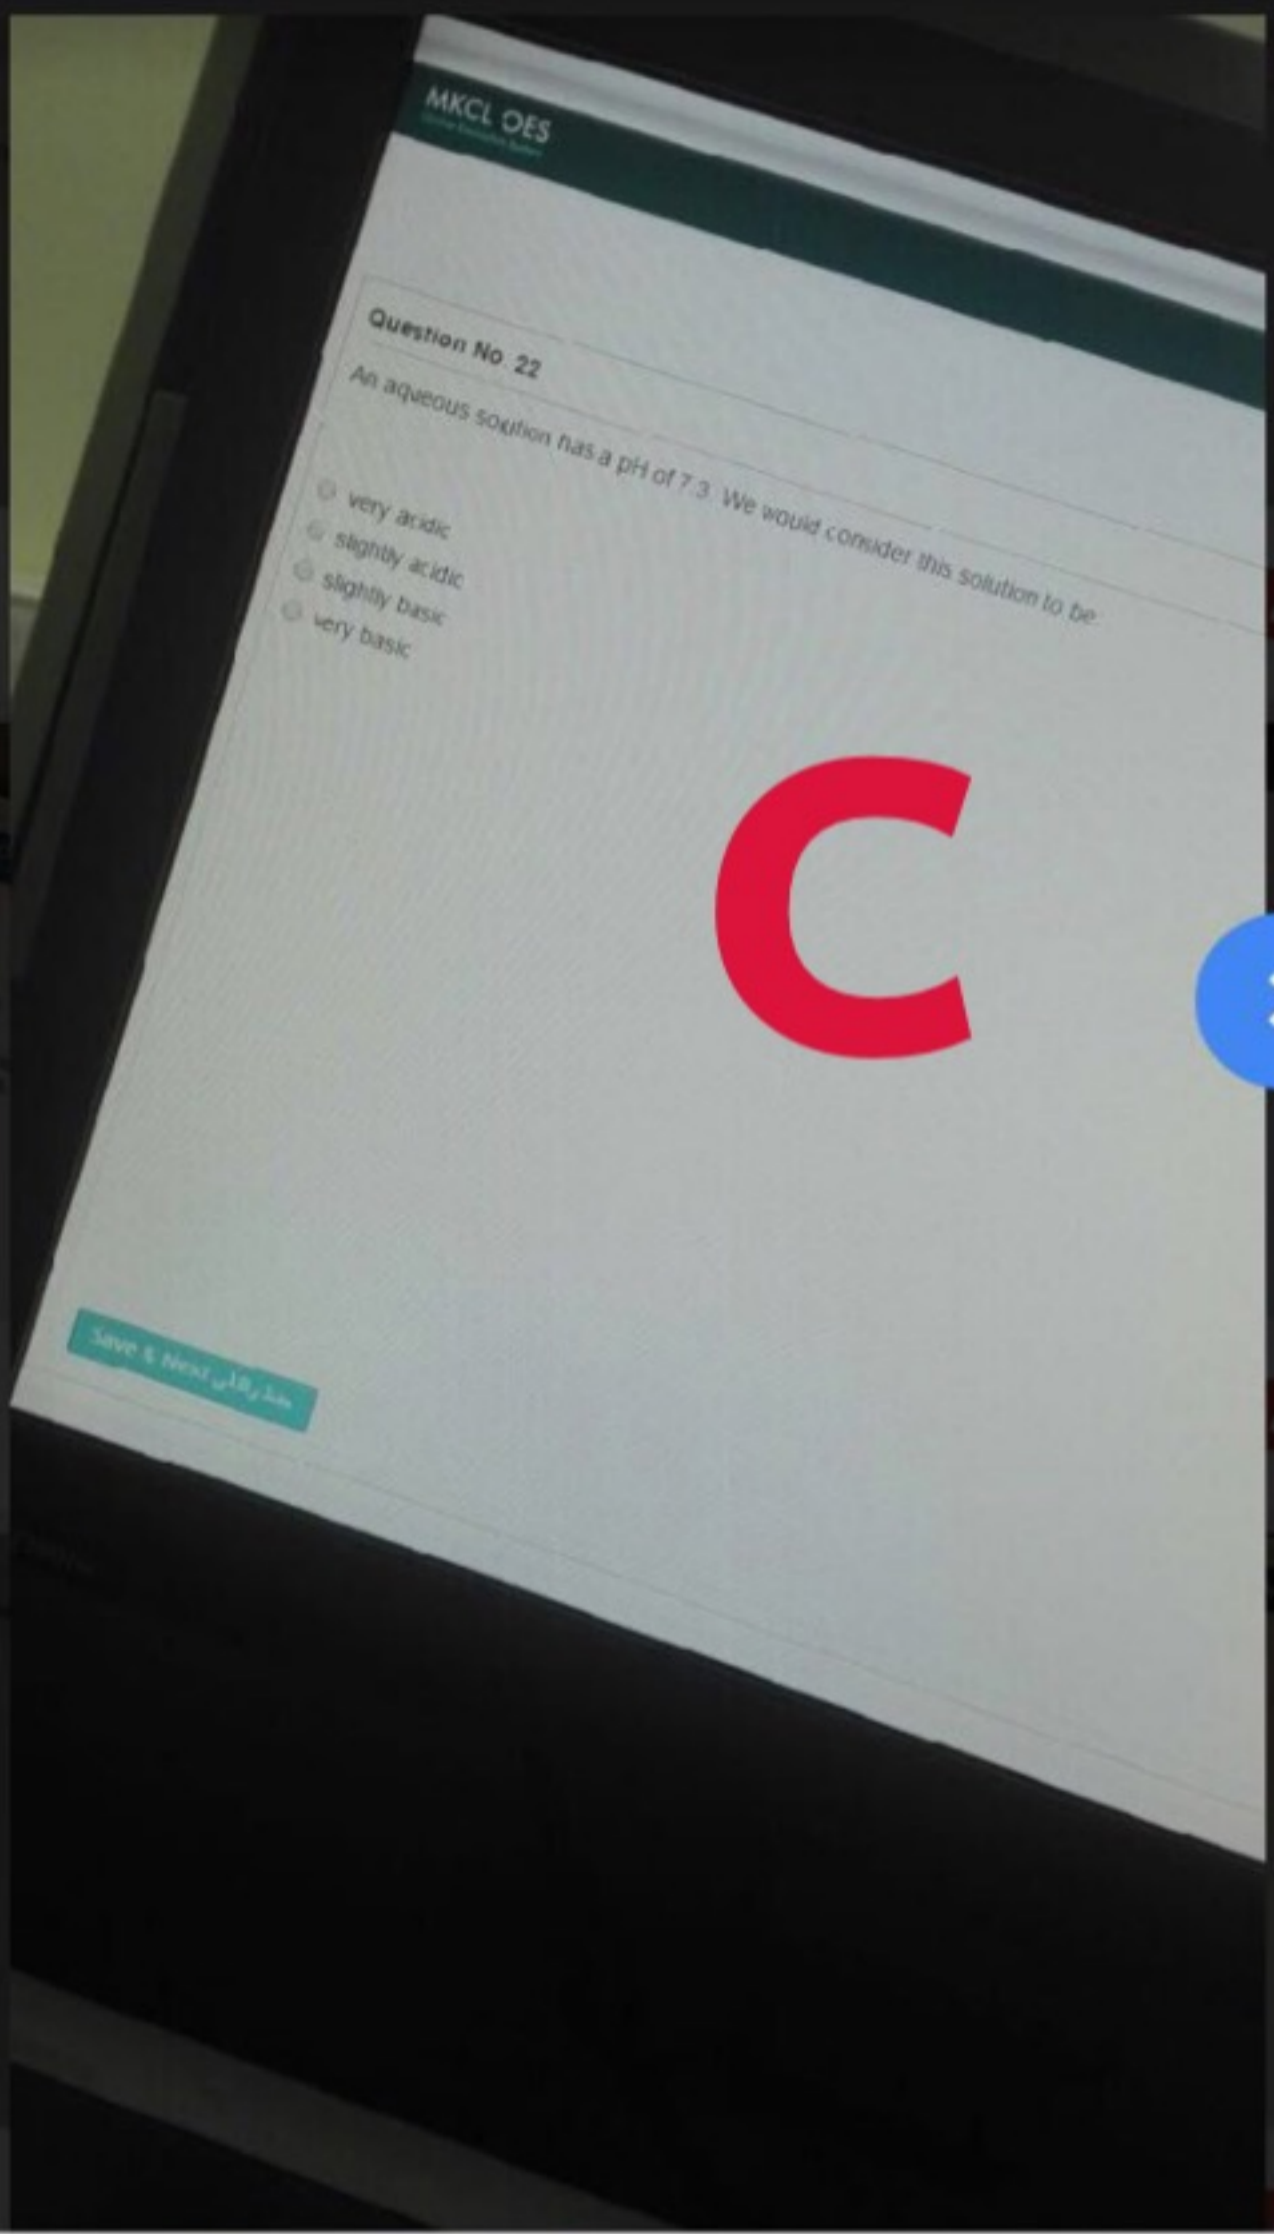 MKCL OES
Question No. 22
An aqueous solution has a pH of 7.3. We would consider this solution to be
very acidic
slightly acidic
slightly basic
very basic
C
Save & Next